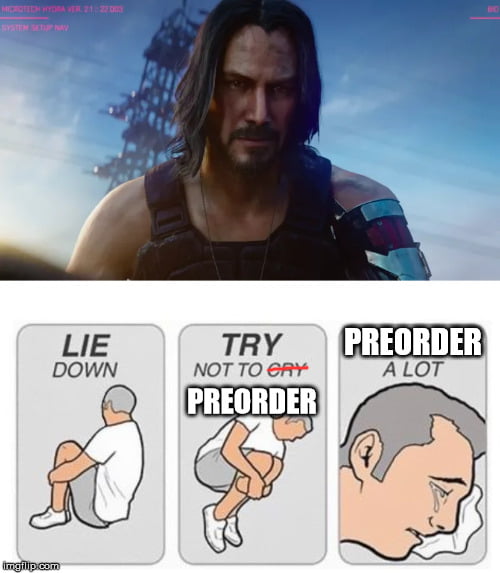 MICROTECH HYDRA VER. 2.1 : 22'003
SYSTEM SETUP NAV
BIO
LIE
DOWN
TRY
NOT TO CRY
PREORDER
PREORDER
A LOT
imgflip.com